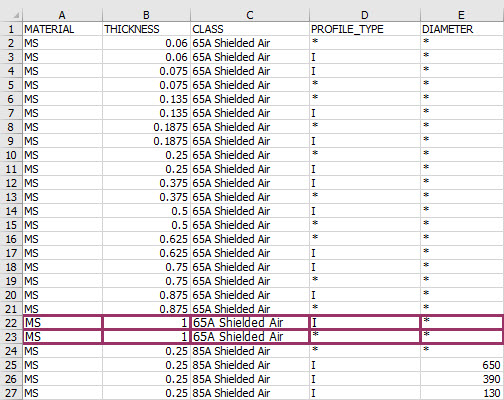 A B C D E
1 MATERIAL THICKNESS CLASS PROFILE_TYPE DIAMETER
2 MS 0.06 65A Shielded Air * *
3 MS 0.06 65A Shielded Air I *
4 MS 0.075 65A Shielded Air I *
5 MS 0.075 65A Shielded Air * *
6 MS 0.135 65A Shielded Air * *
7 MS 0.135 65A Shielded Air I *
8 MS 0.1875 65A Shielded Air * *
9 MS 0.1875 65A Shielded Air I *
10 MS 0.25 65A Shielded Air * *
11 MS 0.25 65A Shielded Air I *
12 MS 0.375 65A Shielded Air I *
13 MS 0.375 65A Shielded Air * *
14 MS 0.5 65A Shielded Air I *
15 MS 0.5 65A Shielded Air * *
16 MS 0.625 65A Shielded Air * *
17 MS 0.625 65A Shielded Air I *
18 MS 0.75 65A Shielded Air I *
19 MS 0.75 65A Shielded Air * *
20 MS 0.875 65A Shielded Air I *
21 MS 0.875 65A Shielded Air * *
22 MS 1 65A Shielded Air I *
23 MS 1 65A Shielded Air * *
24 MS 0.25 85A Shielded Air * *
25 MS 0.25 85A Shielded Air I 650
26 MS 0.25 85A Shielded Air I 390
27 MS 0.25 85A Shielded Air I 130